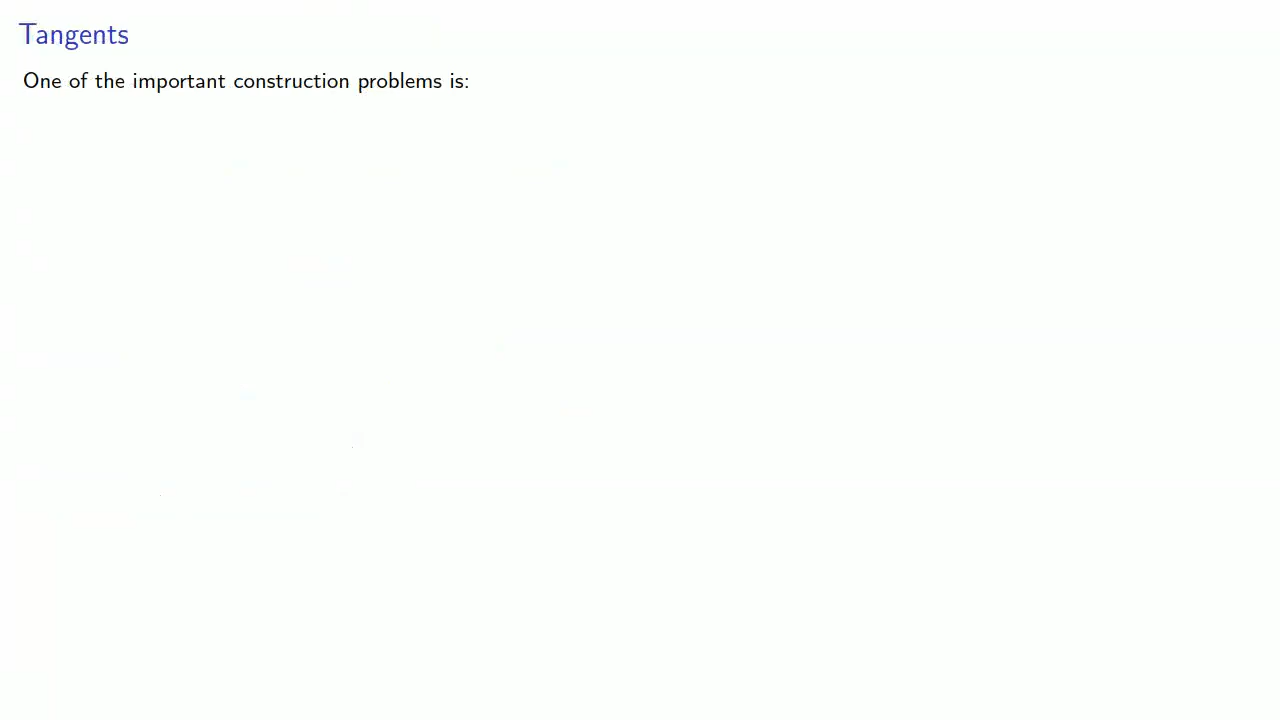 Tangents
One of the important construction problems is: